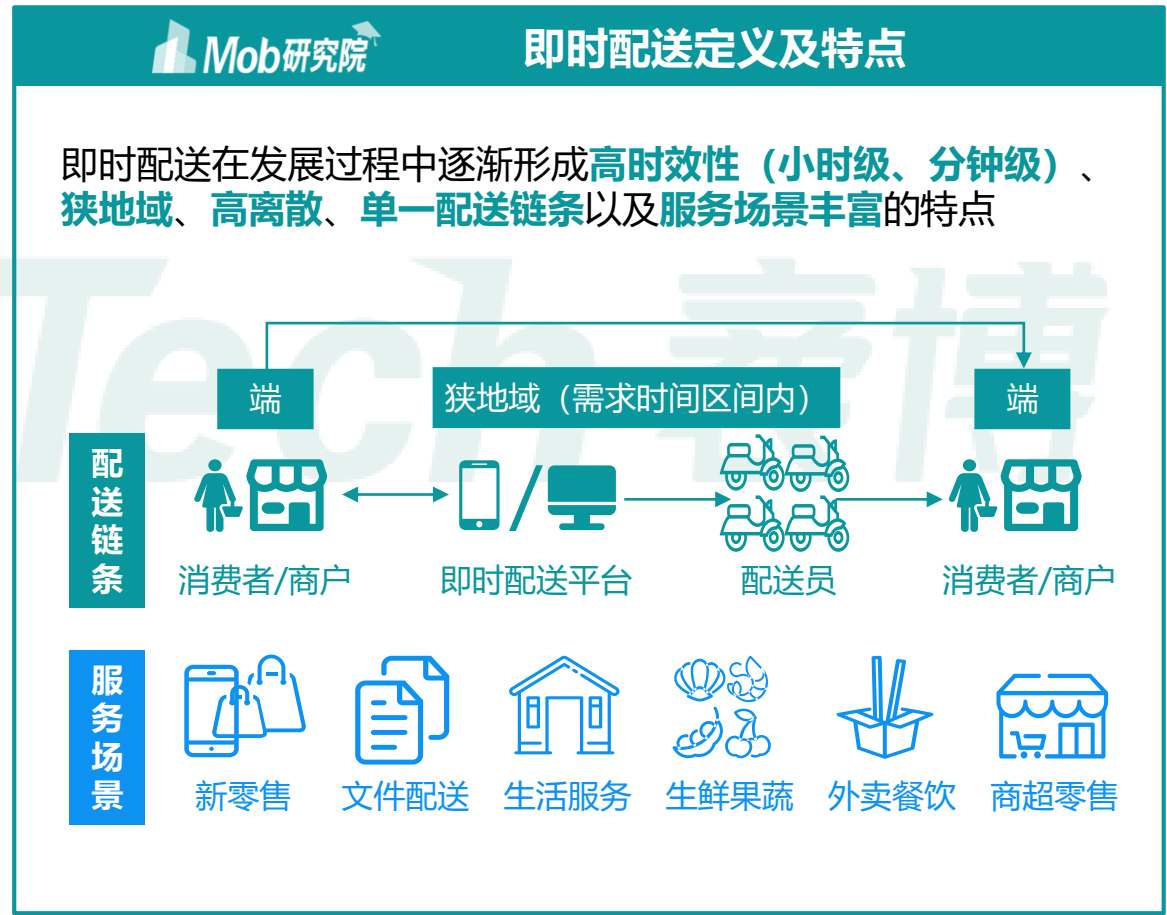 Mob研究院
即时配送定义及特点
即时配送在发展过程中逐渐形成高时效性（小时级、分钟级）、
狭地域、高离散、单一配送链条以及服务场景丰富的特点
端
狭地域（需求时间区间内）
端
配送链条
消费者/商户
即时配送平台
配送员
消费者/商户
服务场景
新零售
文件配送
生活服务
生鲜果蔬
外卖餐饮
商超零售
Tech 袤博